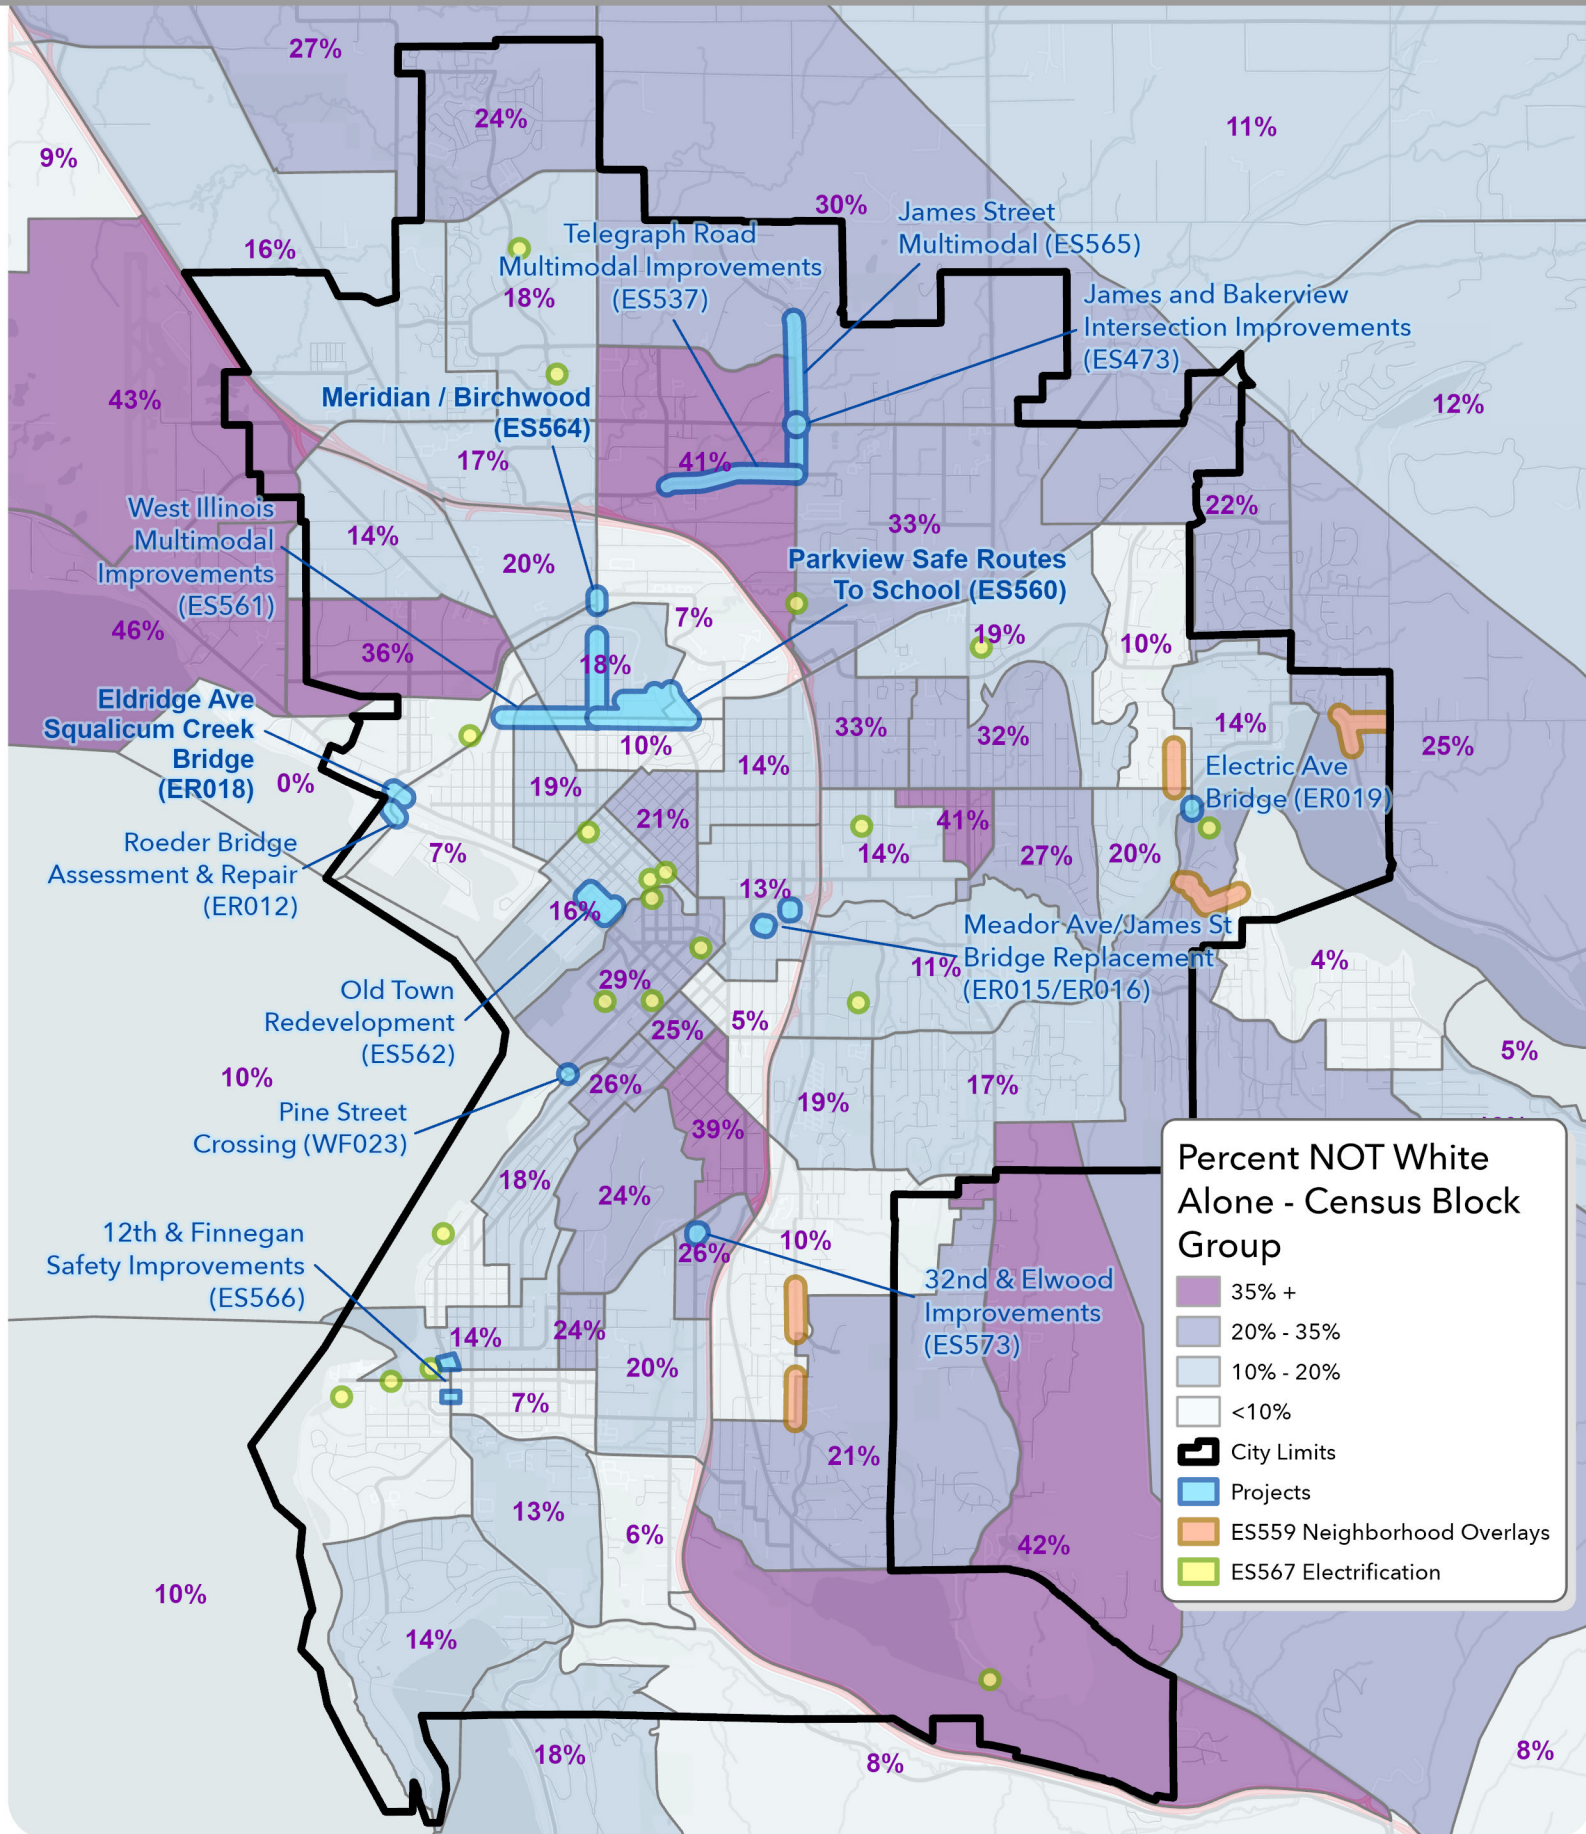 27%
24%
11%
9%
30%
James Street
Multimodal (ES565)
16%
Telegraph Road
Multimodal Improvements
(ES537)
18%
James and Bakerview
Intersection Improvements
(ES473)
43%
Meridian / Birchwood
(ES564)
12%
17%
41%
22%
West Illinois
Multimodal
Improvements
(ES561)
14%
33%
20%
Parkview Safe Routes
To School (ES560)
46%
7%
19%
10%
36%
18%
Eldridge Ave
Squalicum Creek
Bridge
(ER018)
0%
10%
33%
32%
14%
25%
14%
19%
Electric Ave
Bridge (ER019)
21%
41%
Roeder Bridge
Assessment & Repair
(ER012)
7%
14%
27%
20%
13%
16%
Meador Ave/James St
Bridge Replacement
(ER015/ER016)
11%
4%
29%
Old Town
Redevelopment
(ES562)
25%
5%
5%
10%
26%
17%
19%
Pine Street
Crossing (WF023)
39%
18%
24%
12th & Finnegan
Safety Improvements
(ES566)
26%
10%
32nd & Elwood
Improvements
(ES573)
14%
24%
20%
7%
21%
13%
6%
42%
10%
14%
18%
8%
8%
Percent NOT White
Alone - Census Block
Group
35% +
20% - 35%
10% - 20%
<10%
City Limits
Projects
ES559 Neighborhood Overlays
ES567 Electrification